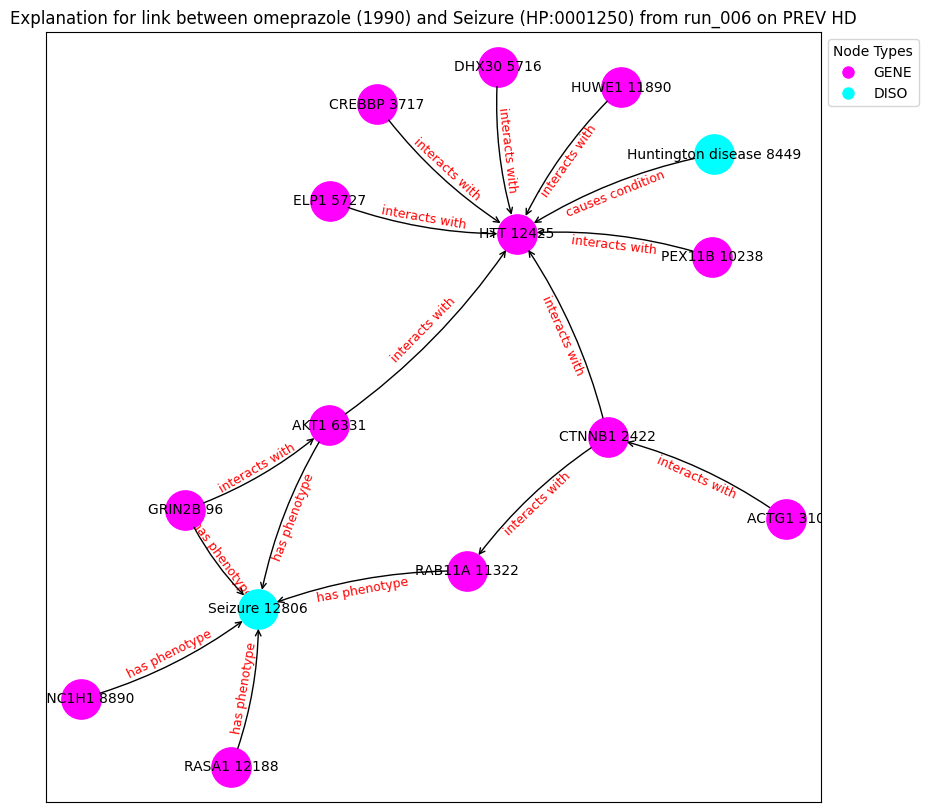 Explanation for link between omeprazole (1990) and Seizure (HP:0001250) from run_006 on PREV HD
Node Types
GENE
DISO
DHX30 5716
HUWE1 11890
CREBBP 3717
interacts with
interacts with
interacts with
Huntington disease 8449
causes condition
ELP1 5727
interacts with
HTT 12425
interacts with
PEX11B 10238
interacts with
interacts with
AKT1 6331
CTNNB1 2422
interacts with
interacts with
GRIN2B 96
has phenotype
has phenotype
interacts with
ACTG1 310
RAB11A 11322
has phenotype
Seizure 12806
has phenotype
has phenotype
NC1H1 8890
RASA1 12188